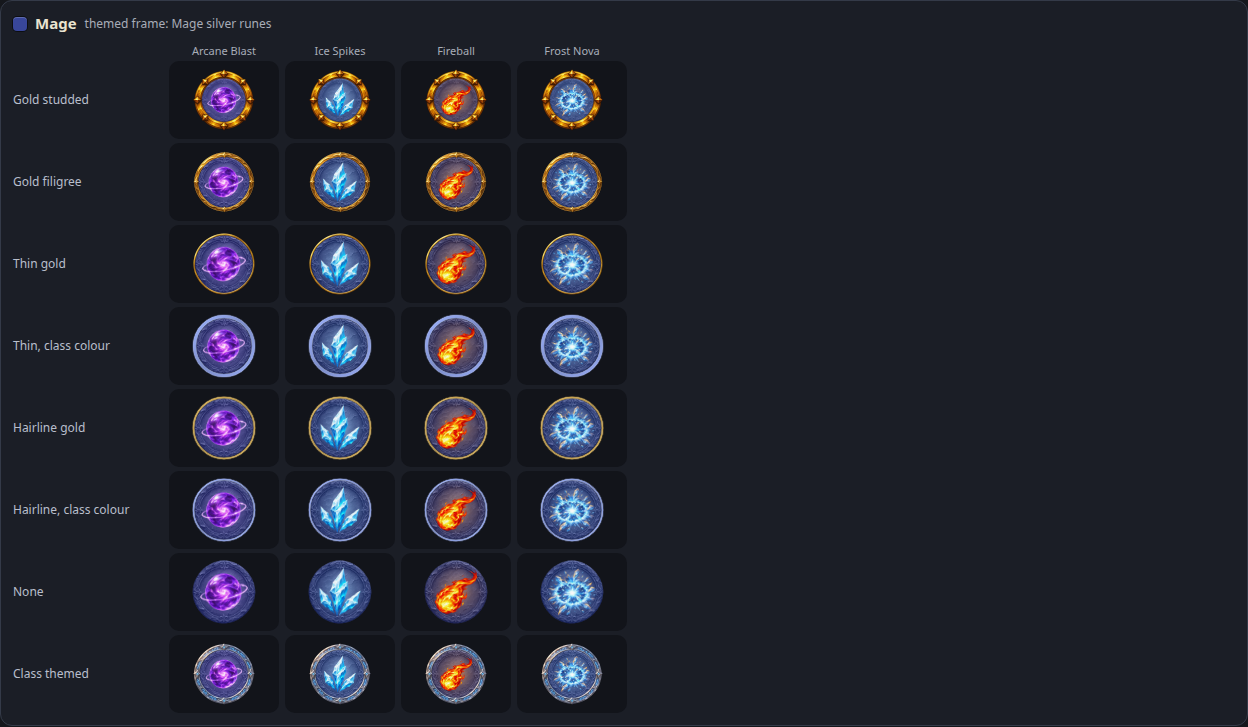 Mage themed frame: Mage silver runes
Arcane Blast Ice Spikes Fireball Frost Nova
Gold studded
Gold filigree
Thin gold
Thin, class colour
Hairline gold
Hairline, class colour
None
Class themed